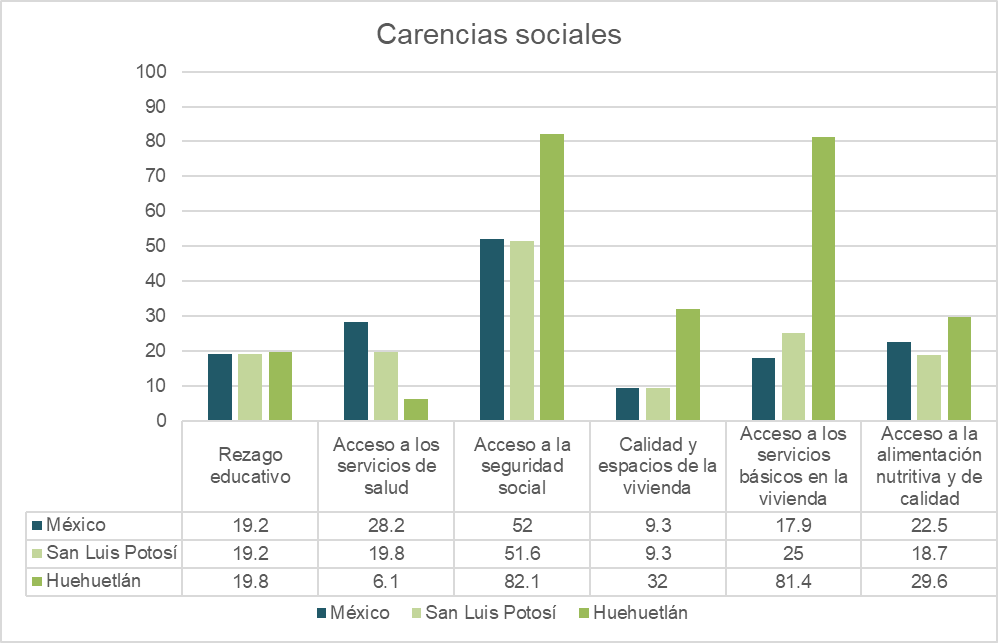 Carencias sociales
100
90
80
70
60
50
40
30
20
10
0
Rezago
educativo
Acceso a los
servicios de
salud
Acceso a la
seguridad
social
Calidad y
espacios de la
vivienda
Acceso a los
servicios
básicos en la
vivienda
Acceso a la
alimentación
nutritiva y de
calidad
México 19.2 28.2 52 9.3 17.9 22.5
San Luis Potosí 19.2 19.8 51.6 9.3 25 18.7
Huehuetlán 19.8 6.1 82.1 32 81.4 29.6
México San Luis Potosí Huehuetlán